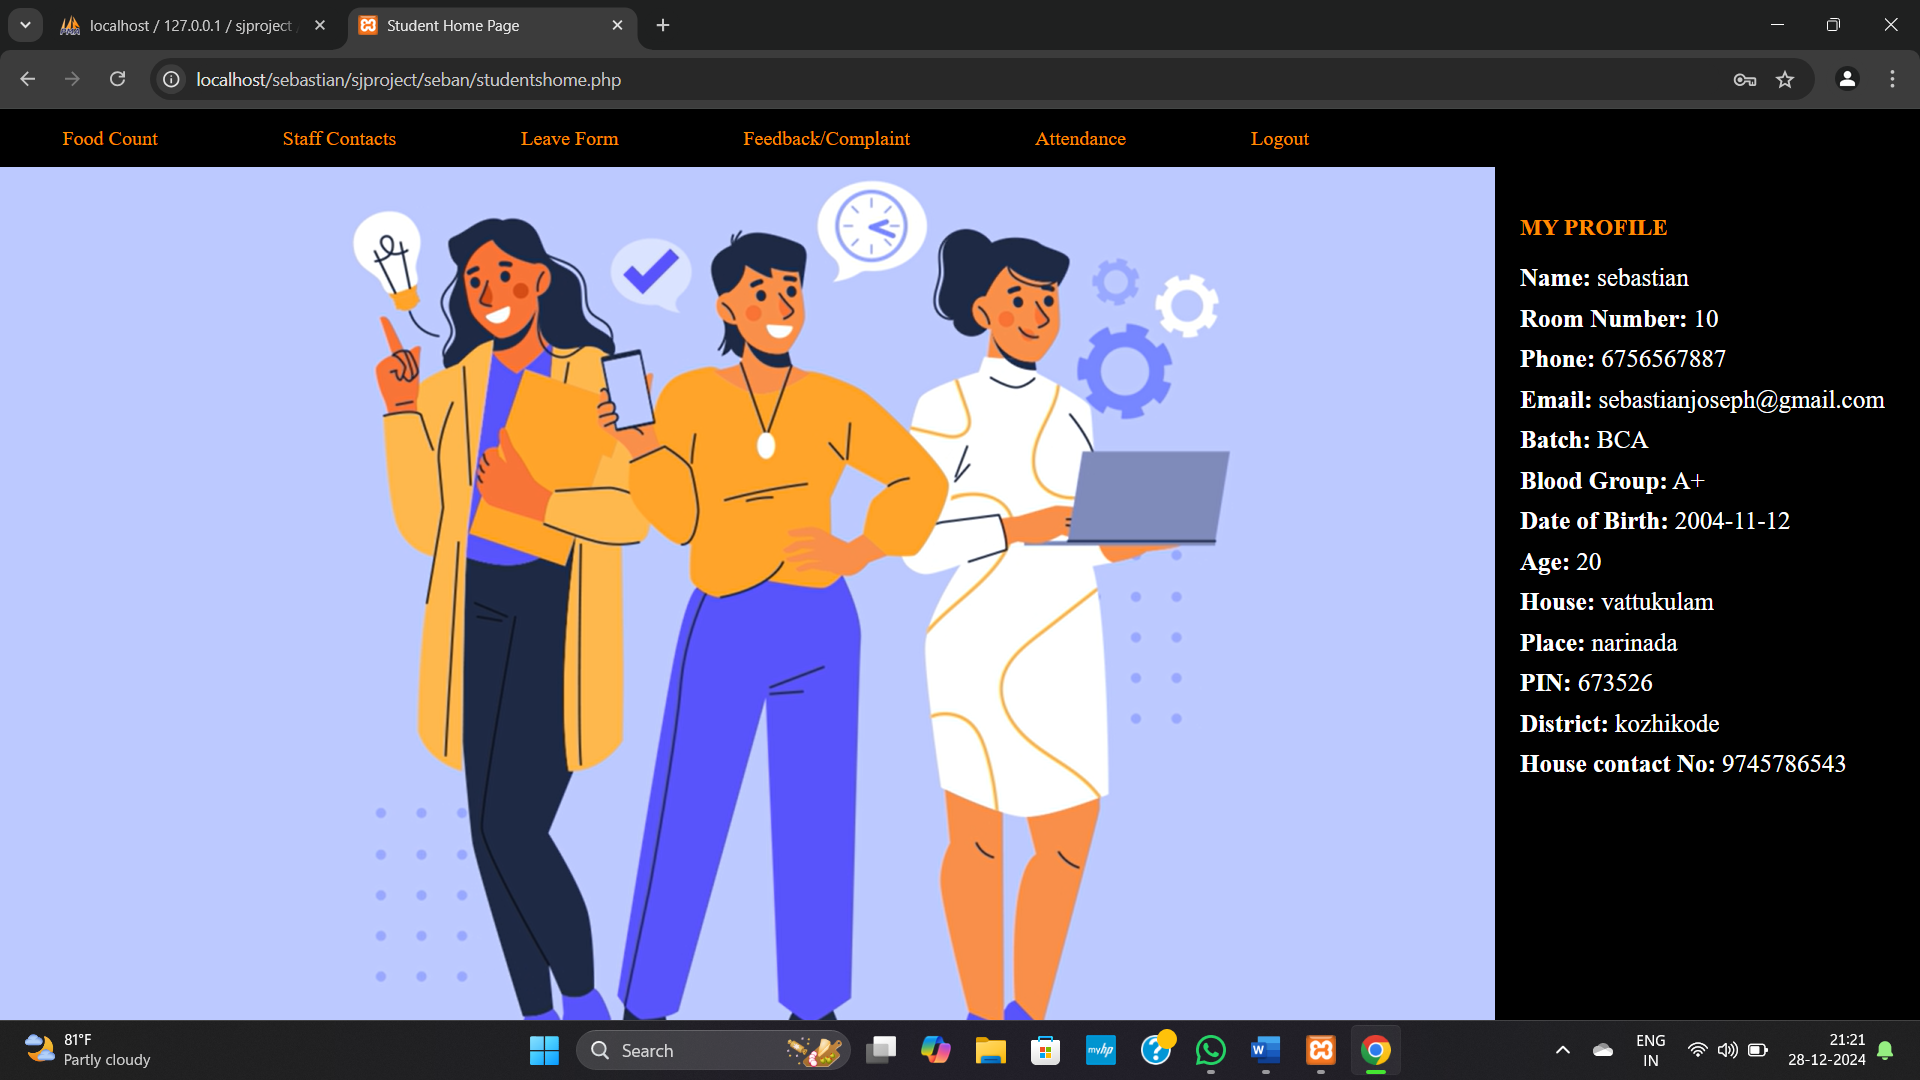 localhost / 127.0.0.1 / sjproject
Student Home Page
localhost/sebastian/sjproject/seban/studentshome.php
Food Count
Staff Contacts
Leave Form
Feedback/Complaint
Attendance
Logout
MY PROFILE
Name: sebastian
Room Number: 10
Phone: 6756567887
Email: sebastianjoseph@gmail.com
Batch: BCA
Blood Group: A+
Date of Birth: 2004-11-12
Age: 20
House: vattukulam
Place: narinada
PIN: 673526
District: kozhikode
House contact No: 9745786543
81°F
Partly cloudy
Search
myhp
W
ENG
IN
21:21
28-12-2024